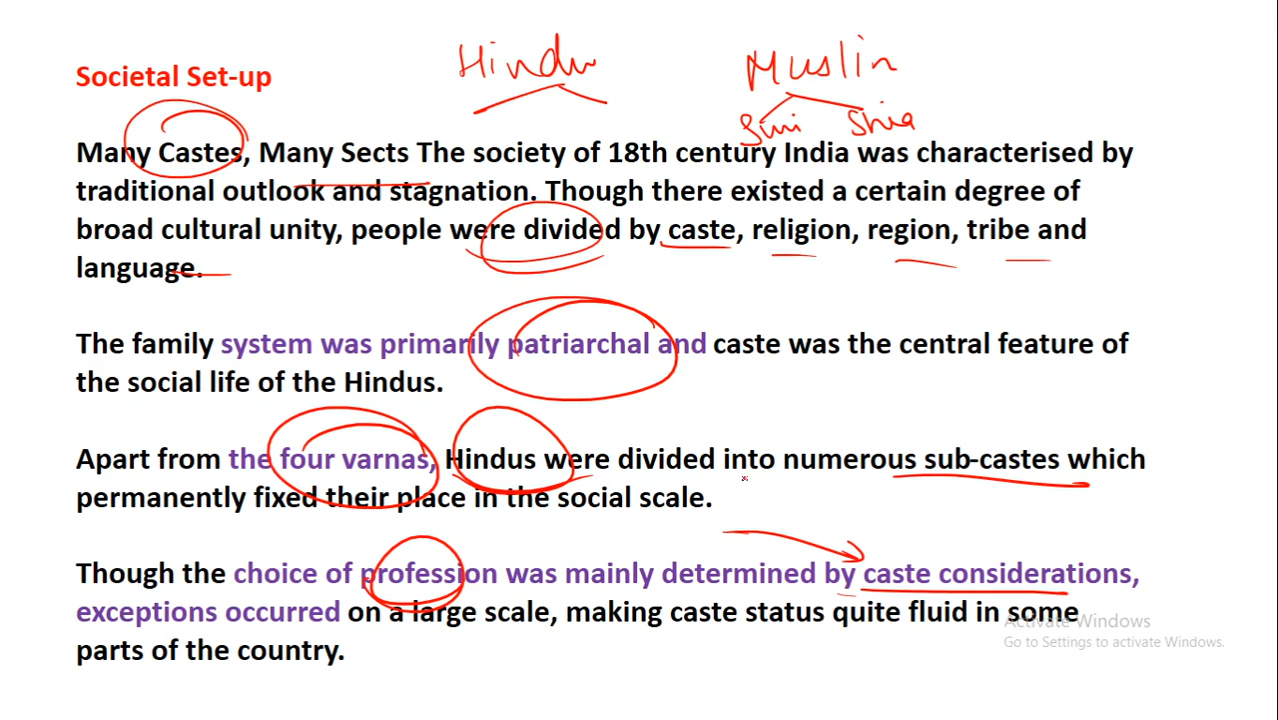 Hindu Muslin
Societal Set-up
Suni Shia
Many Castes, Many Sects The society of 18th century India was characterised by
traditional outlook and stagnation. Though there existed a certain degree of
broad cultural unity, people were divided by caste, religion, region, tribe and
language.
The family system was primarily patriarchal and caste was the central feature of
the social life of the Hindus.
Apart from the four varnas, Hindus were divided into numerous sub-castes which
permanently fixed their place in the social scale.
Though the choice of profession was mainly determined by caste considerations,
exceptions occurred on a large scale, making caste status quite fluid in some
Activate Windows
Go to Settings to activate Windows.
parts of the country.